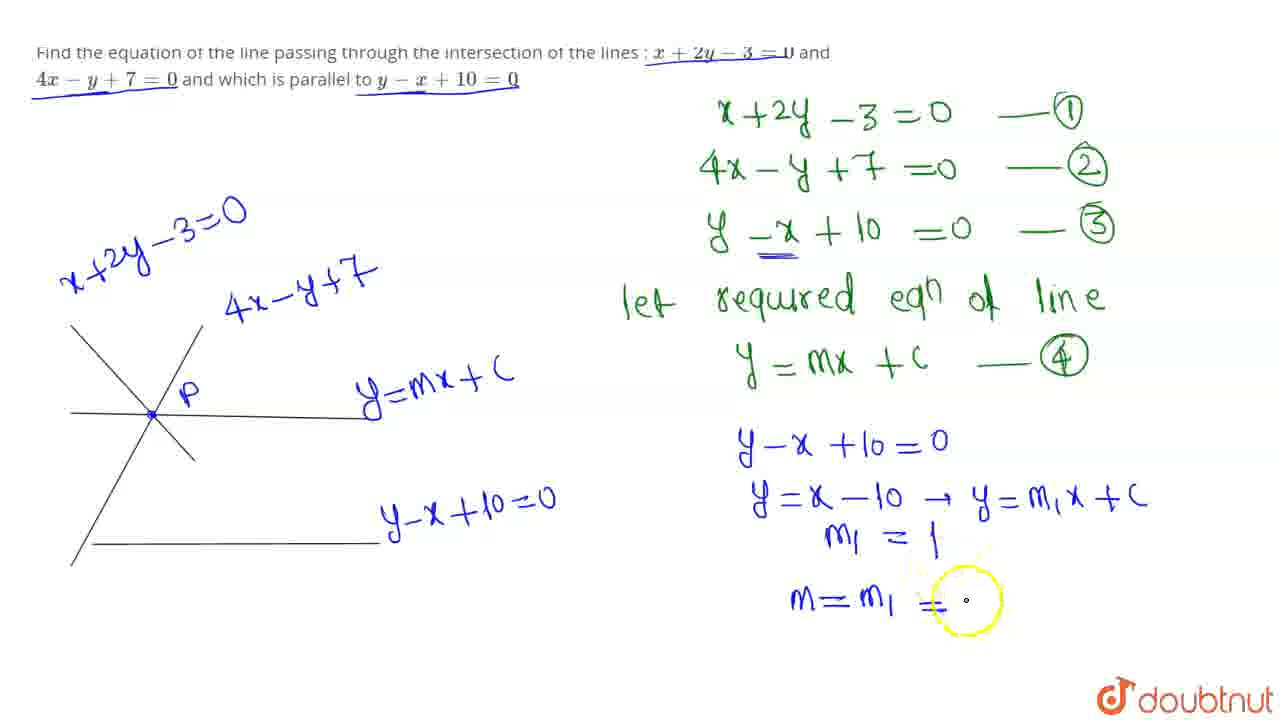 Find the equation of the line passing through the intersection of the lines ; x + 2y − 3 = 0 and
4x − y + 7 = 0 and which is parallel to y − x + 10 = 0
x+2y −3 =0 — ①
4x − y + 7 =0 — ②
y −x + 10 =0 — ③
let required eqn of line
y = mx + c — ④
y − x + 10 = 0
y = x − 10 → y = m₁x + c
m₁ = 1
m = m₁ =
x+2y−3=0
4x−y+7
P
y=mx+c
y−x+10=0
doubtnut